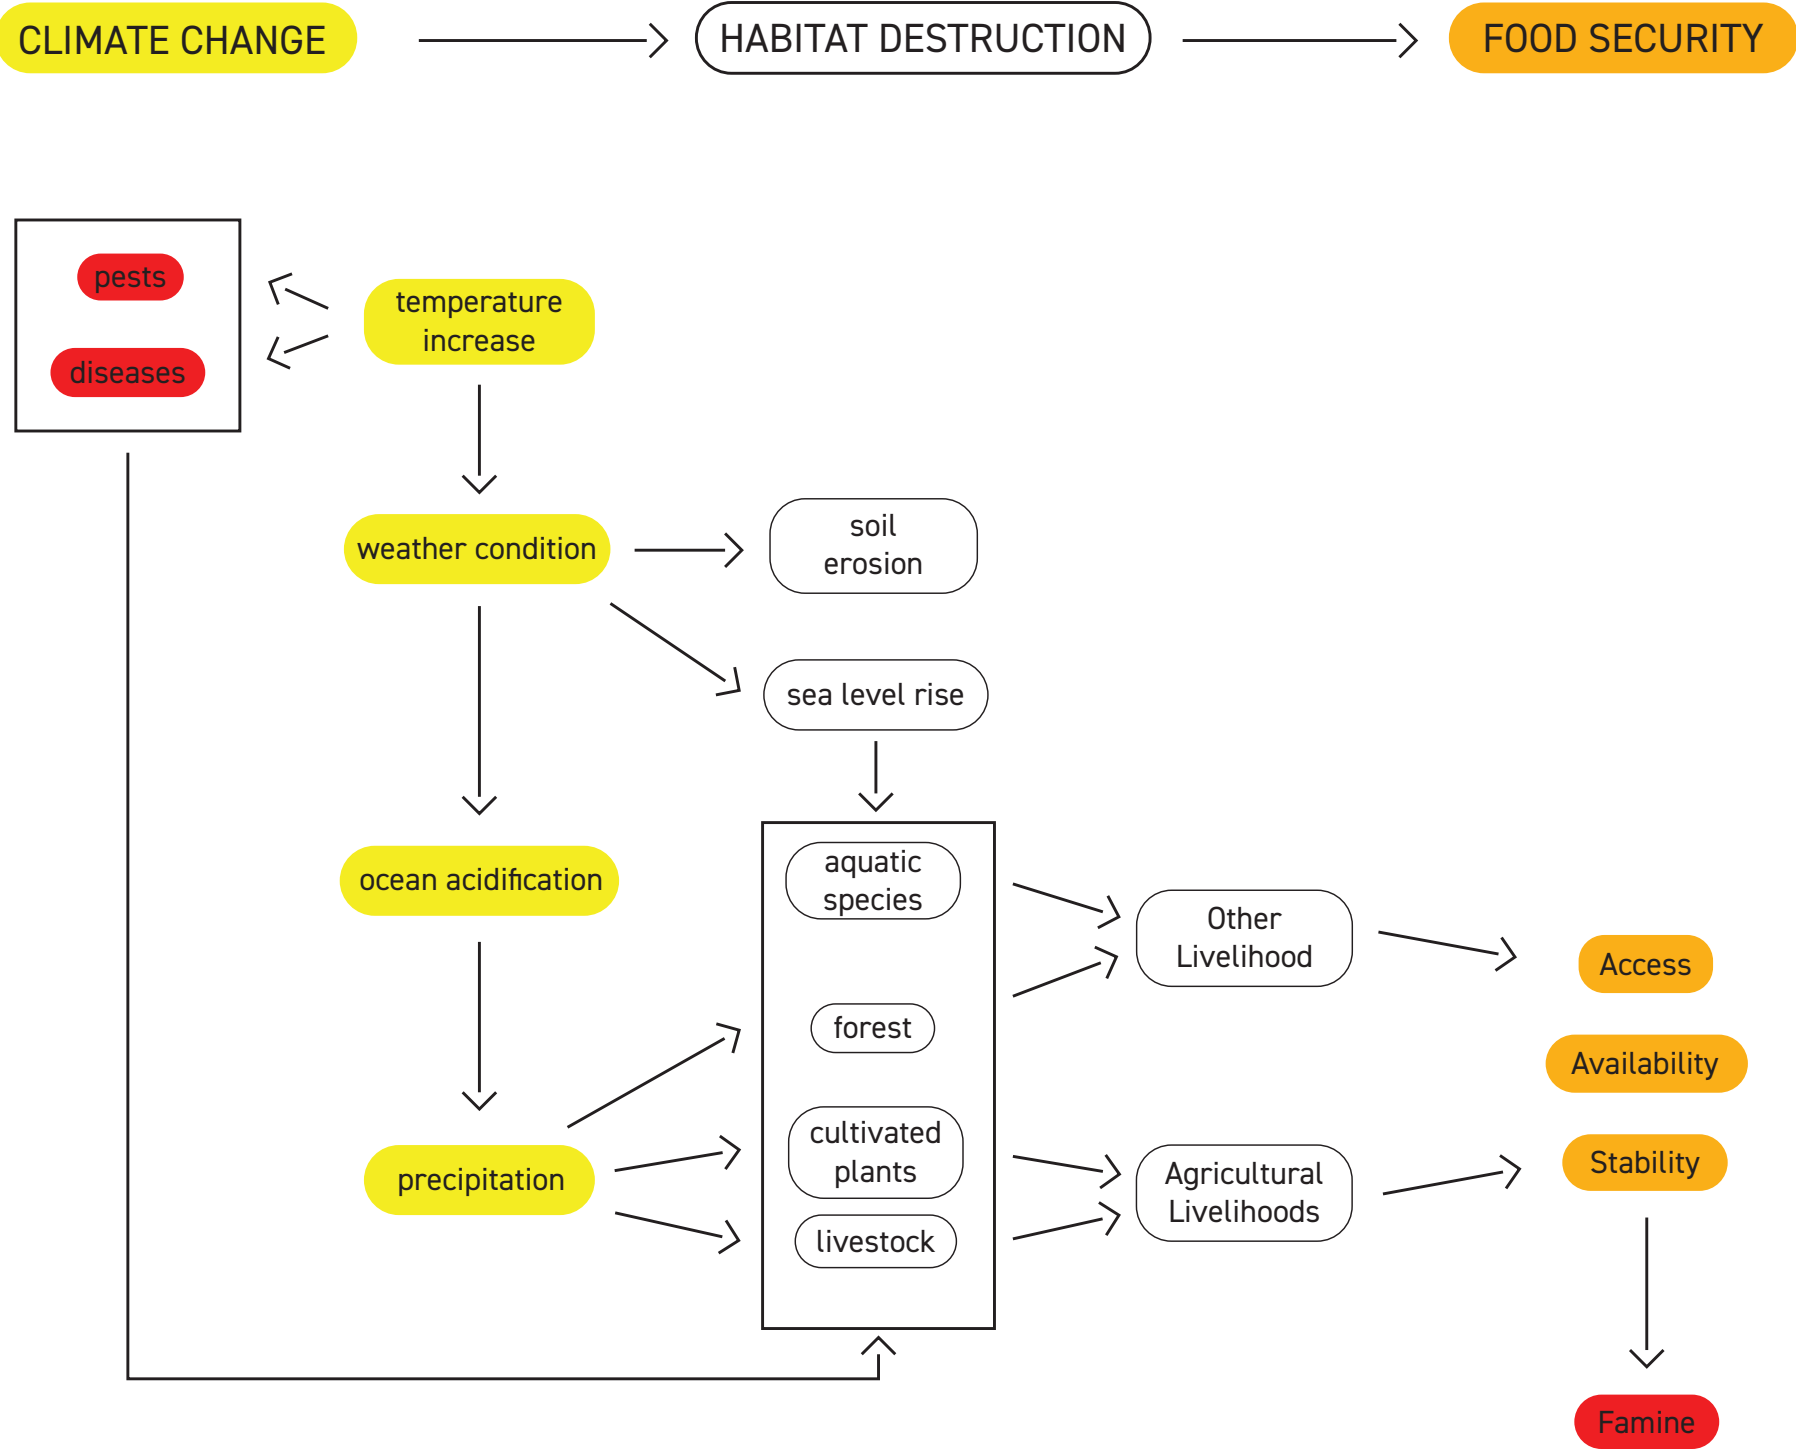 CLIMATE CHANGE
HABITAT DESTRUCTION
FOOD SECURITY
pests
diseases
temperature
increase
weather condition
soil
erosion
sea level rise
ocean acidification
aquatic
species
Other
Livelihood
Access
forest
Availability
cultivated
plants
precipitation
Agricultural
Livelihoods
Stability
livestock
Famine